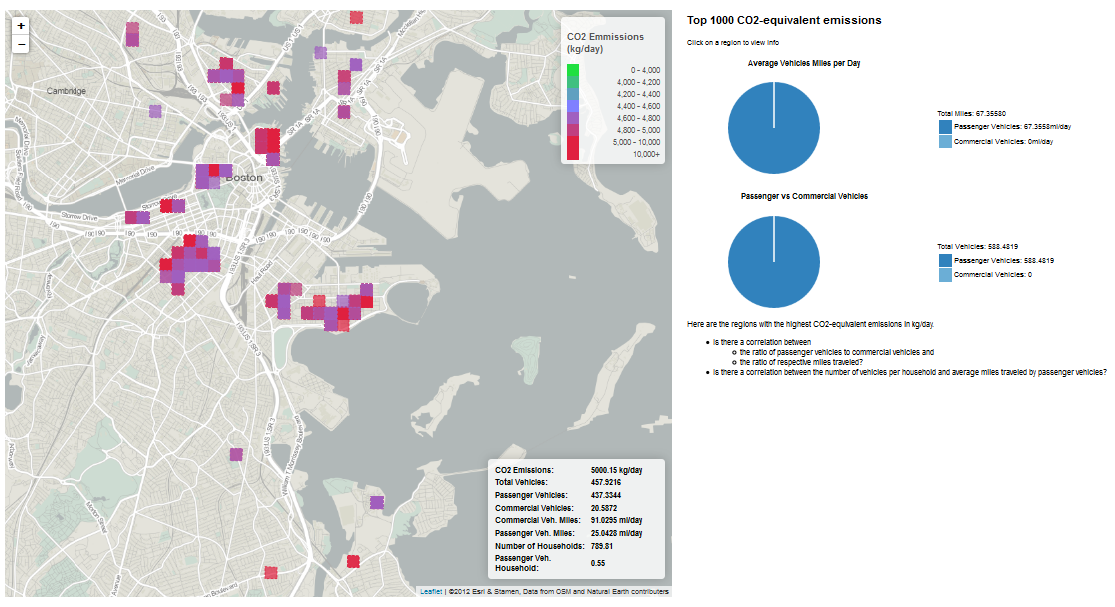 +
−
Cambridge
Boston
Memorial Drive
Storrow Drive
Haul Road
Morton Street
CO2 Emmissions
(kg/day)
0 - 4,000
4,000 - 4,200
4,200 - 4,400
4,400 - 4,600
4,600 - 4,800
4,800 - 5,000
5,000 - 10,000
10,000+
CO2 Emissions: 5000.15 kg/day
Total Vehicles: 457.9216
Passenger Vehicles: 437.3344
Commercial Vehicles: 20.5872
Commercial Veh. Miles: 91.0295 mi/day
Passenger Veh. Miles: 25.0428 mi/day
Number of Households: 789.81
Passenger Veh.
Household: 0.55
Leaflet | ©2012 Esri & Stamen, Data from OSM and Natural Earth contributers
Top 1000 CO2-equivalent emissions
Click on a region to view info
Average Vehicles Miles per Day
Total Miles: 67.35580
Passenger Vehicles: 67.3558mi/day
Commercial Vehicles: 0mi/day
Passenger vs Commercial Vehicles
Total Vehicles: 588.4819
Passenger Vehicles: 588.4819
Commercial Vehicles: 0
Here are the regions with the highest CO2-equivalent emissions in kg/day.
Is there a correlation between
the ratio of passenger vehicles to commercial vehicles and
the ratio of respective miles traveled?
Is there a correlation between the number of vehicles per household and average miles traveled by passenger vehicles?